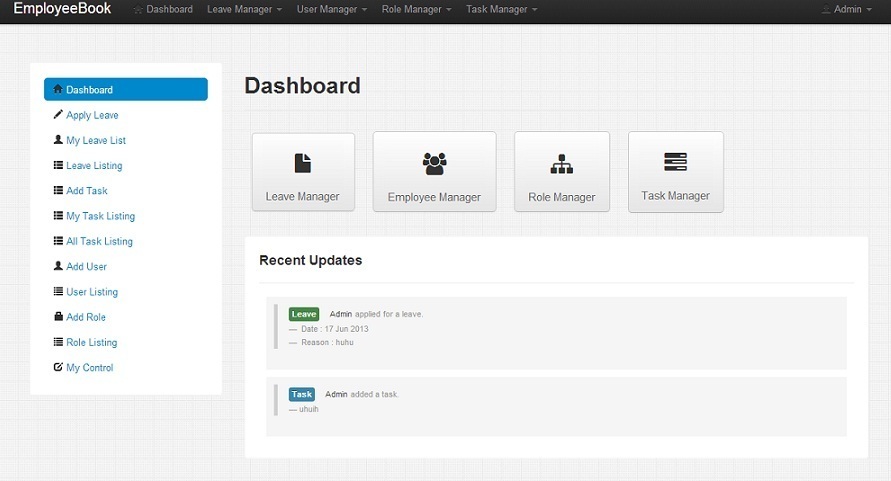 EmployeeBook
Dashboard
Leave Manager
User Manager
Role Manager
Task Manager
Admin
Dashboard
Apply Leave
My Leave List
Leave Listing
Add Task
My Task Listing
All Task Listing
Add User
User Listing
Add Role
Role Listing
My Control
Dashboard
Leave Manager
Employee Manager
Role Manager
Task Manager
Recent Updates
Leave Admin applied for a leave.
— Date : 17 Jun 2013
— Reason : huhu
Task Admin added a task.
— uhuih